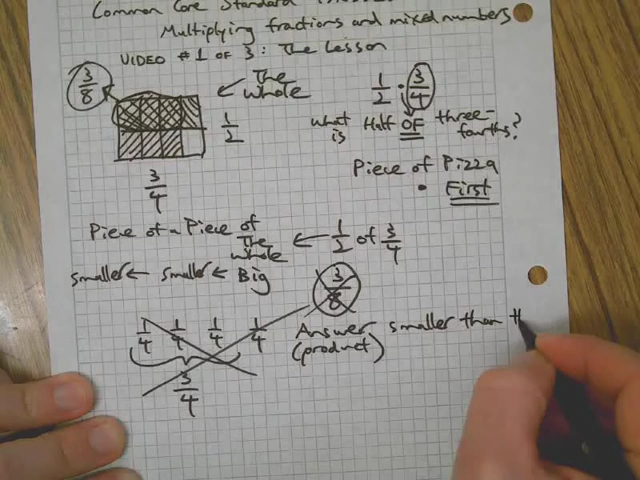 Common Core Standard
Multiplying fractions and mixed numbers
VIDEO #1 OF 3: The Lesson
3/8
← The Whole
1/2 · 3/4
1/2
what is Half OF three-fourths?
3/4
Piece of Pizza
• First
Piece of a Piece of The Whole ← 1/2 of 3/4
smaller ← smaller ← Big
3/8
1/4 1/4 1/4 1/4
3/4
Answer smaller than t
(product)